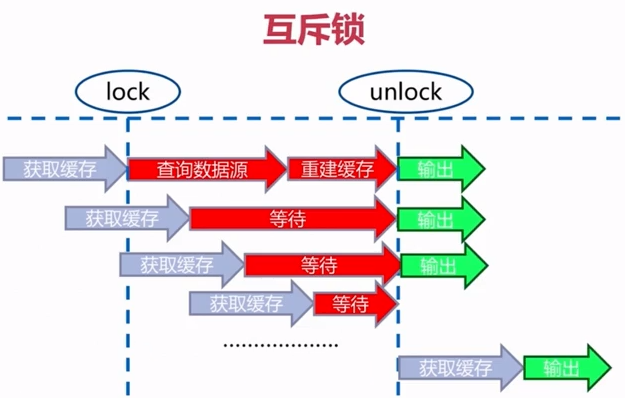 互斥锁
lock unlock
获取缓存 查询数据源 重建缓存 输出
获取缓存 等待 输出
获取缓存 等待 输出
获取缓存 等待
...................
获取缓存 输出